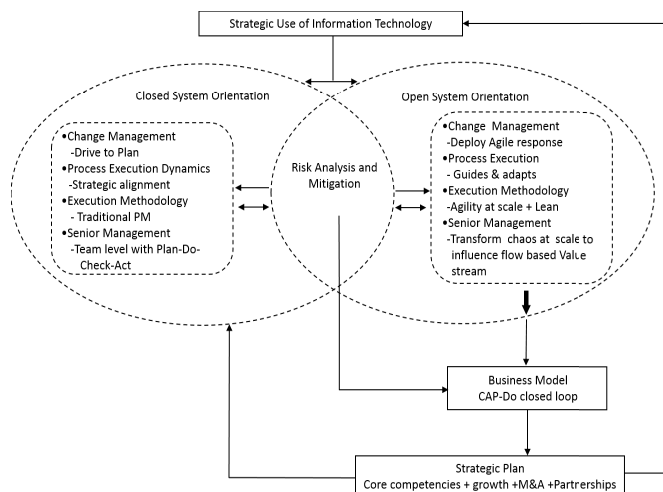 Strategic Use of Information Technology
Closed System Orientation
•Change Management
-Drive to Plan
•Process Execution Dynamics
-Strategic alignment
•Execution Methodology
- Traditional PM
•Senior Management
-Team level with Plan-Do-
Check-Act
Risk Analysis and
Mitigation
Open System Orientation
•Change Management
-Deploy Agile response
•Process Execution
- Guides & adapts
•Execution Methodology
-Agility at scale + Lean
•Senior Management
-Transform chaos at scale to
influence flow based Value
stream
Business Model
CAP-Do closed loop
Strategic Plan
Core competencies + growth +M&A +Partnerships